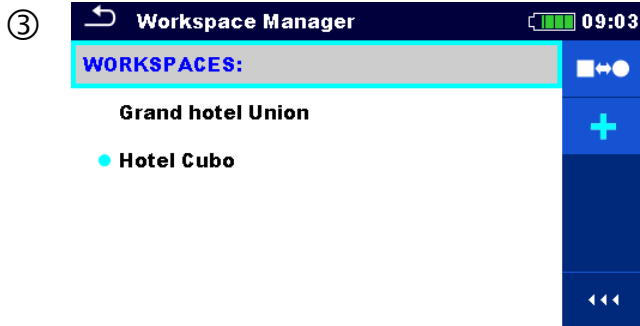 ③
Workspace Manager 09:03
WORKSPACES:
Grand hotel Union
Hotel Cubo